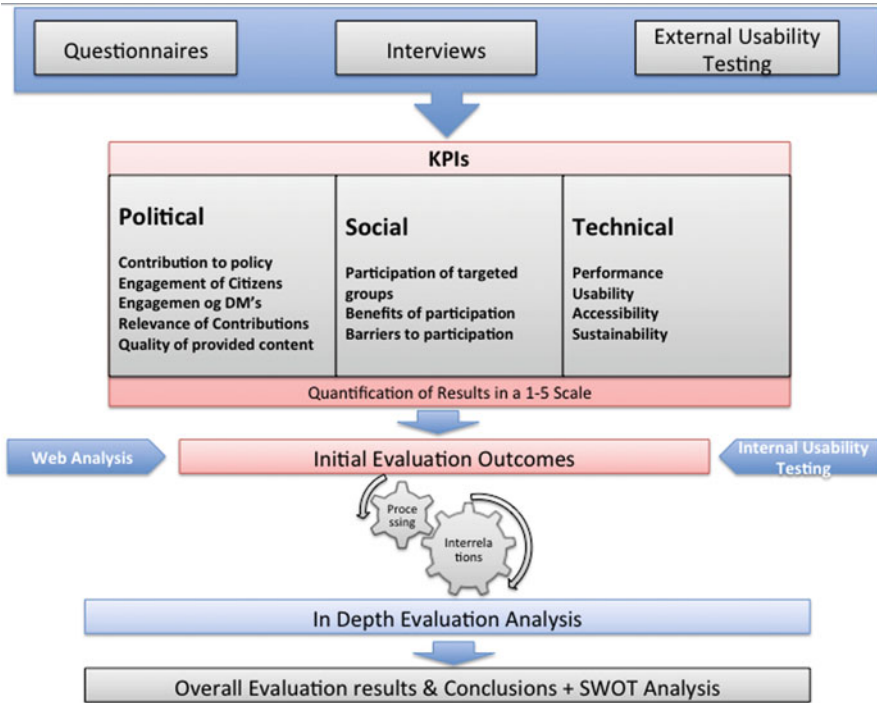 Questionnaires
Interviews
External Usability
Testing
KPIs
Political
Contribution to policy
Engagement of Citizens
Engagemen og DM's
Relevance of Contributions
Quality of provided content
Social
Participation of targeted
groups
Benefits of participation
Barriers to participation
Technical
Performance
Usability
Accessibility
Sustainability
Quantification of Results in a 1-5 Scale
Web Analysis
Initial Evaluation Outcomes
Internal Usability
Testing
Proce
ssing
Interrela
tions
In Depth Evaluation Analysis
Overall Evaluation results & Conclusions + SWOT Analysis